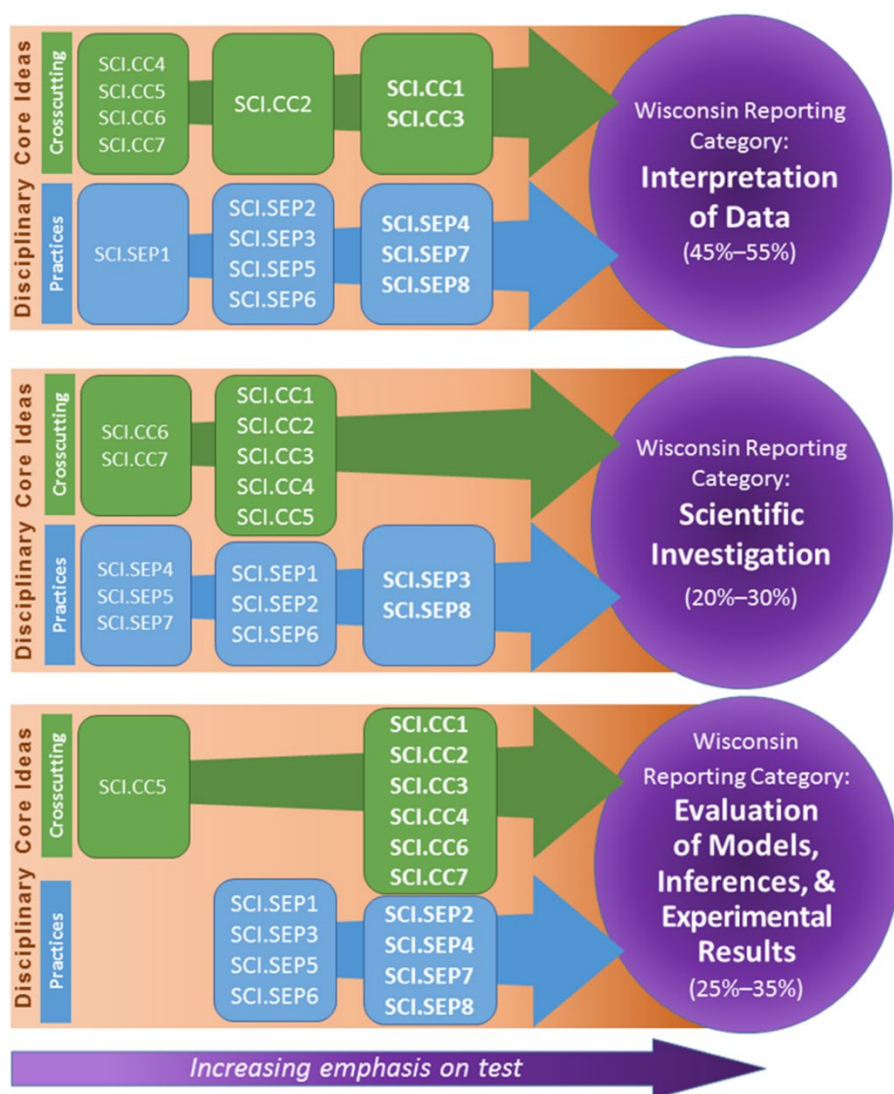 Disciplinary Core Ideas
Crosscutting
SCI.CC4
SCI.CC5
SCI.CC6
SCI.CC7
SCI.CC2
SCI.CC1
SCI.CC3
Practices
SCI.SEP1
SCI.SEP2
SCI.SEP3
SCI.SEP5
SCI.SEP6
SCI.SEP4
SCI.SEP7
SCI.SEP8
Wisconsin Reporting
Category:
Interpretation
of Data
(45%–55%)
Disciplinary Core Ideas
Crosscutting
SCI.CC6
SCI.CC7
SCI.CC1
SCI.CC2
SCI.CC3
SCI.CC4
SCI.CC5
Practices
SCI.SEP4
SCI.SEP5
SCI.SEP7
SCI.SEP1
SCI.SEP2
SCI.SEP6
SCI.SEP3
SCI.SEP8
Wisconsin Reporting
Category:
Scientific
Investigation
(20%–30%)
Disciplinary Core Ideas
Crosscutting
SCI.CC5
SCI.CC1
SCI.CC2
SCI.CC3
SCI.CC4
SCI.CC6
SCI.CC7
Practices
SCI.SEP1
SCI.SEP3
SCI.SEP5
SCI.SEP6
SCI.SEP2
SCI.SEP4
SCI.SEP7
SCI.SEP8
Wisconsin
Reporting Category:
Evaluation
of Models,
Inferences, &
Experimental
Results
(25%–35%)
Increasing emphasis on test